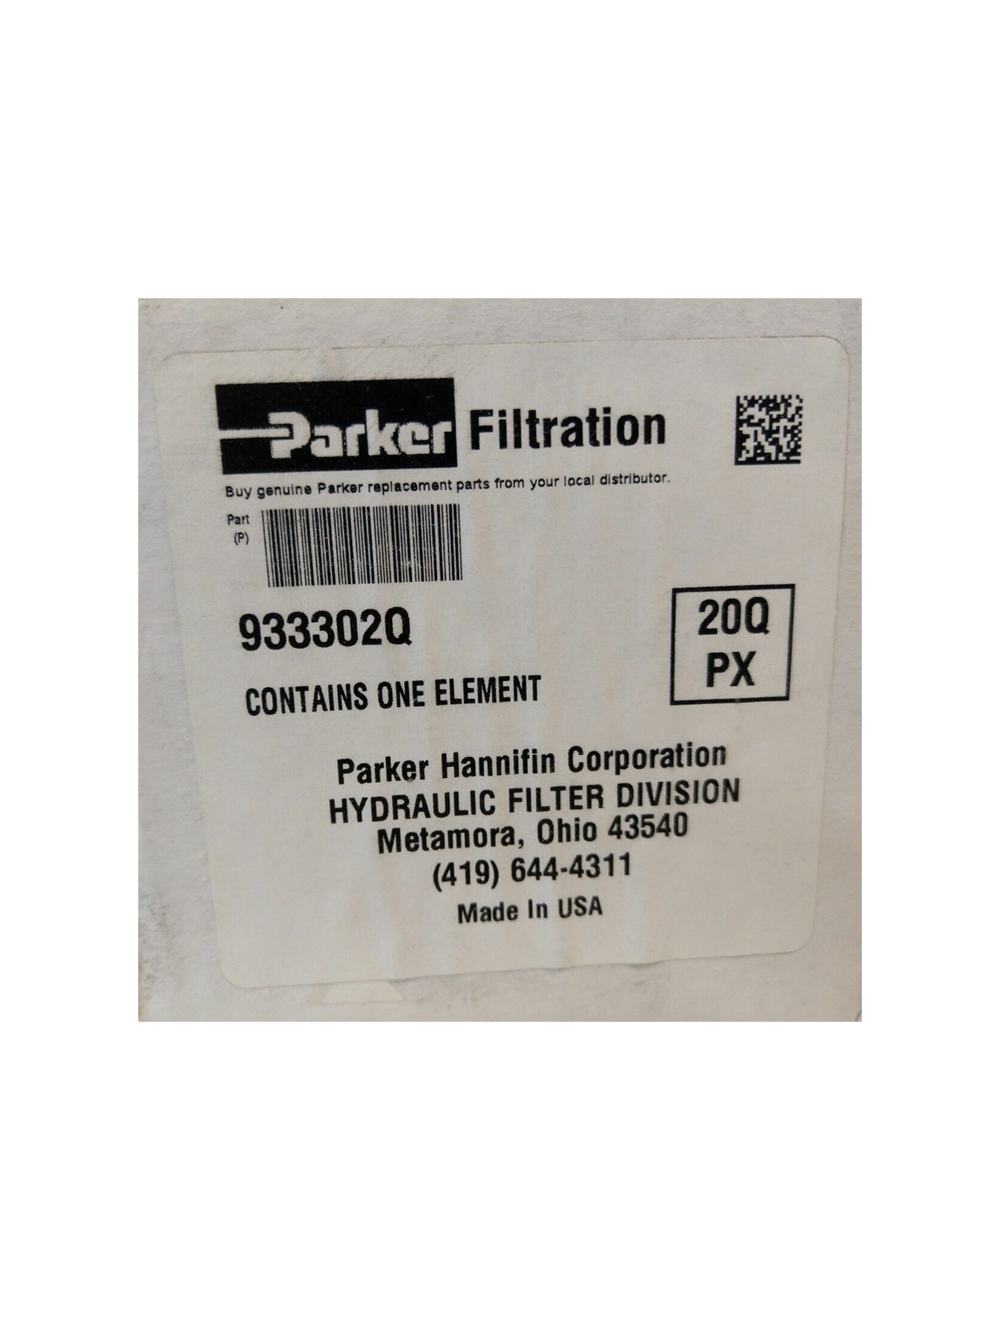 Parker Filtration
Buy genuine Parker replacement parts from your local distributor.
Part
(P)
933302Q
20Q
PX
CONTAINS ONE ELEMENT
Parker Hannifin Corporation
HYDRAULIC FILTER DIVISION
Metamora, Ohio 43540
(419) 644-4311
Made In USA